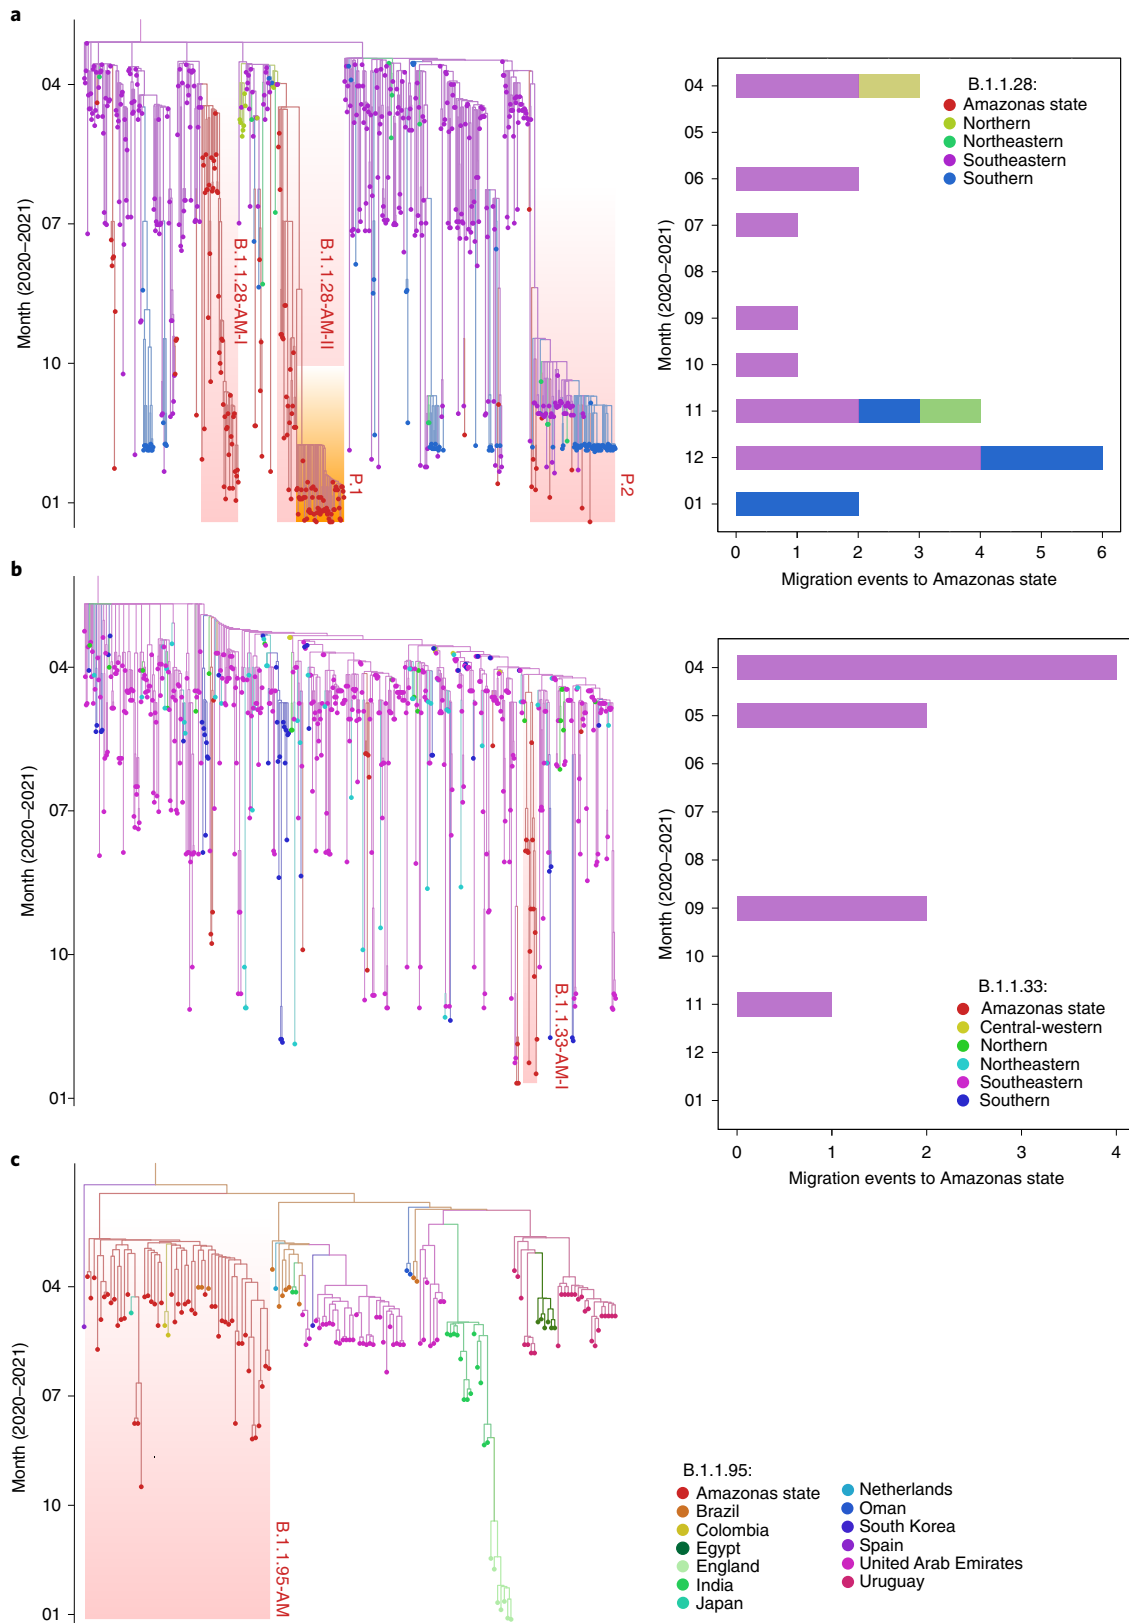 a
Month (2020–2021)
04
07
10
01
B.1.1.28-AM-I
B.1.1.28-AM-II
P.1
P.2
Month (2020–2021)
04
05
06
07
08
09
10
11
12
01
B.1.1.28:
Amazonas state
Northern
Northeastern
Southeastern
Southern
0 1 2 3 4 5 6
Migration events to Amazonas state
b
Month (2020–2021)
04
07
10
01
B.1.1.33-AM-I
Month (2020–2021)
04
05
06
07
08
09
10
11
12
01
B.1.1.33:
Amazonas state
Central-western
Northern
Northeastern
Southeastern
Southern
0 1 2 3 4
Migration events to Amazonas state
c
Month (2020–2021)
04
07
10
01
B.1.1.95-AM
B.1.1.95:
Amazonas state
Brazil
Colombia
Egypt
England
India
Japan
Netherlands
Oman
South Korea
Spain
United Arab Emirates
Uruguay